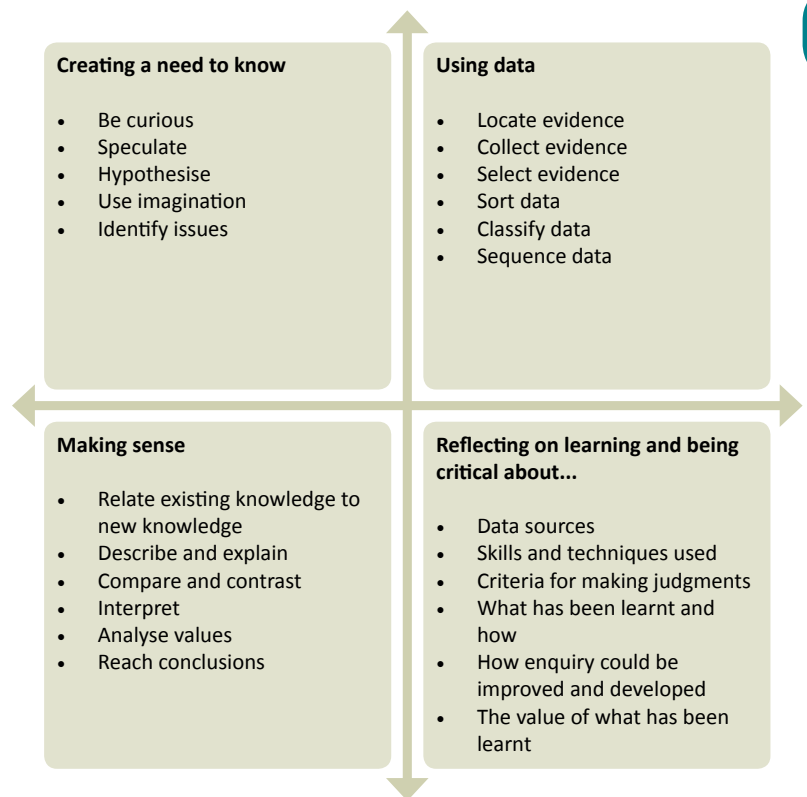 Creating a need to know
• Be curious
• Speculate
• Hypothesise
• Use imagination
• Identify issues
Using data
• Locate evidence
• Collect evidence
• Select evidence
• Sort data
• Classify data
• Sequence data
Making sense
• Relate existing knowledge to
new knowledge
• Describe and explain
• Compare and contrast
• Interpret
• Analyse values
• Reach conclusions
Reflecting on learning and being
critical about...
• Data sources
• Skills and techniques used
• Criteria for making judgments
• What has been learnt and
how
• How enquiry could be
improved and developed
• The value of what has been
learnt